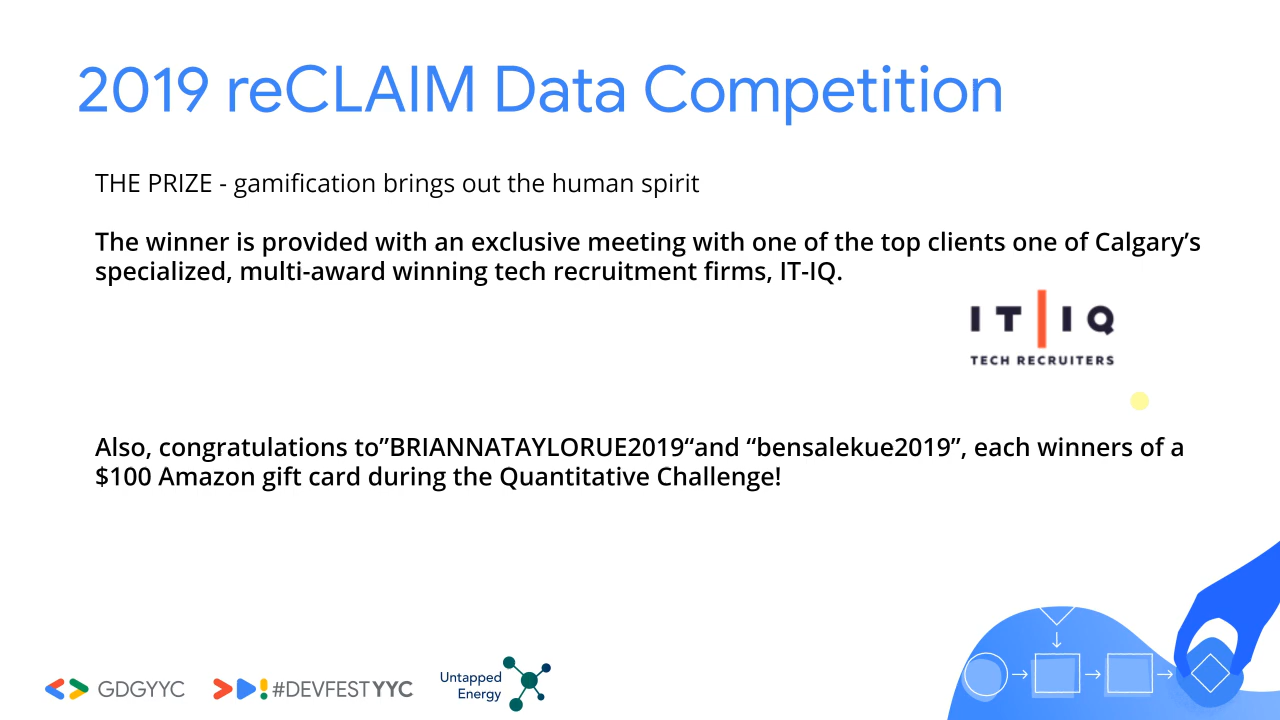 2019 reCLAIM Data Competition
THE PRIZE - gamification brings out the human spirit
The winner is provided with an exclusive meeting with one of the top clients one of Calgary’s
specialized, multi-award winning tech recruitment firms, IT-IQ.
IT|IQ
TECH RECRUITERS
Also, congratulations to”BRIANNATAYLORUE2019“and “bensalekue2019”, each winners of a
$100 Amazon gift card during the Quantitative Challenge!
GDGYYC
#DEVFESTYYC
Untapped
Energy